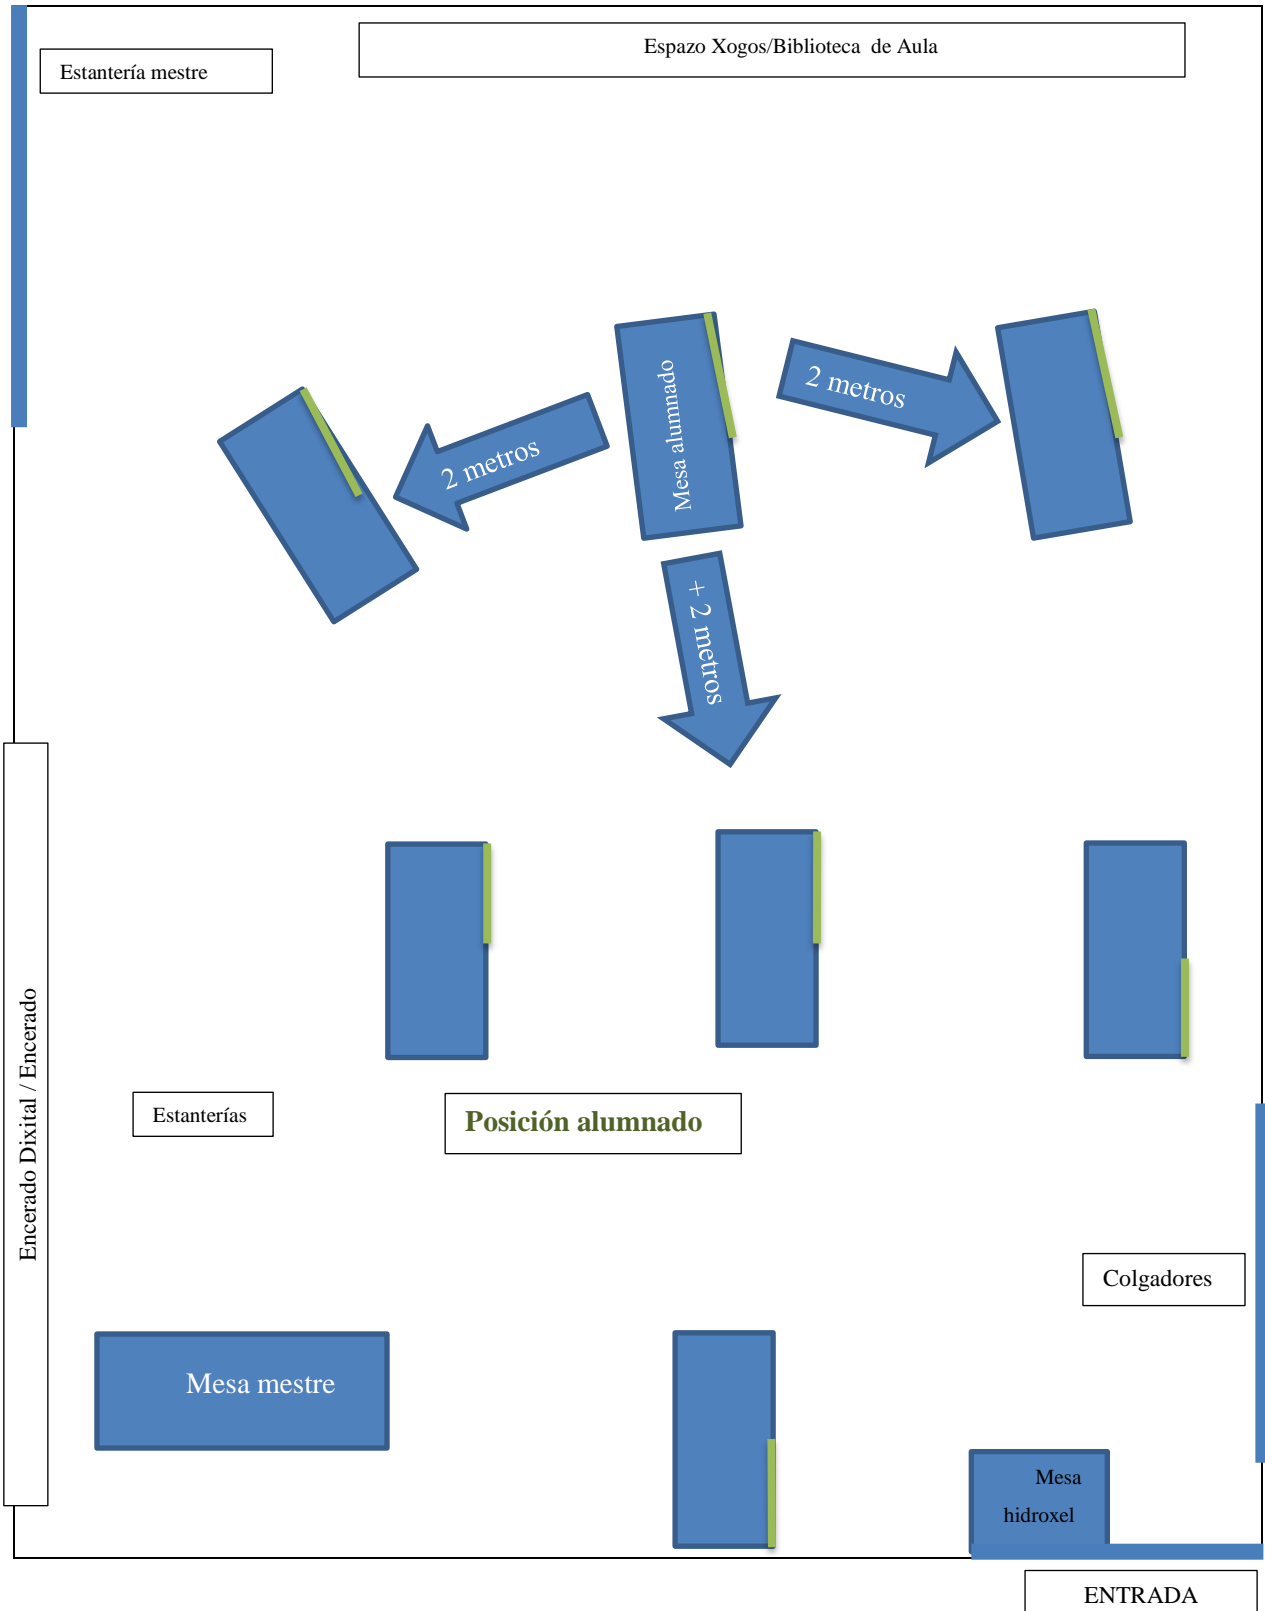 Espazo Xogos/Biblioteca de Aula
Estantería mestre
2 metros
Mesa alumnado
2 metros
+ 2 metros
Encerado Dixital / Encerado
Estanterías
Posición alumnado
Colgadores
Mesa mestre
Mesa
hidroxel
ENTRADA